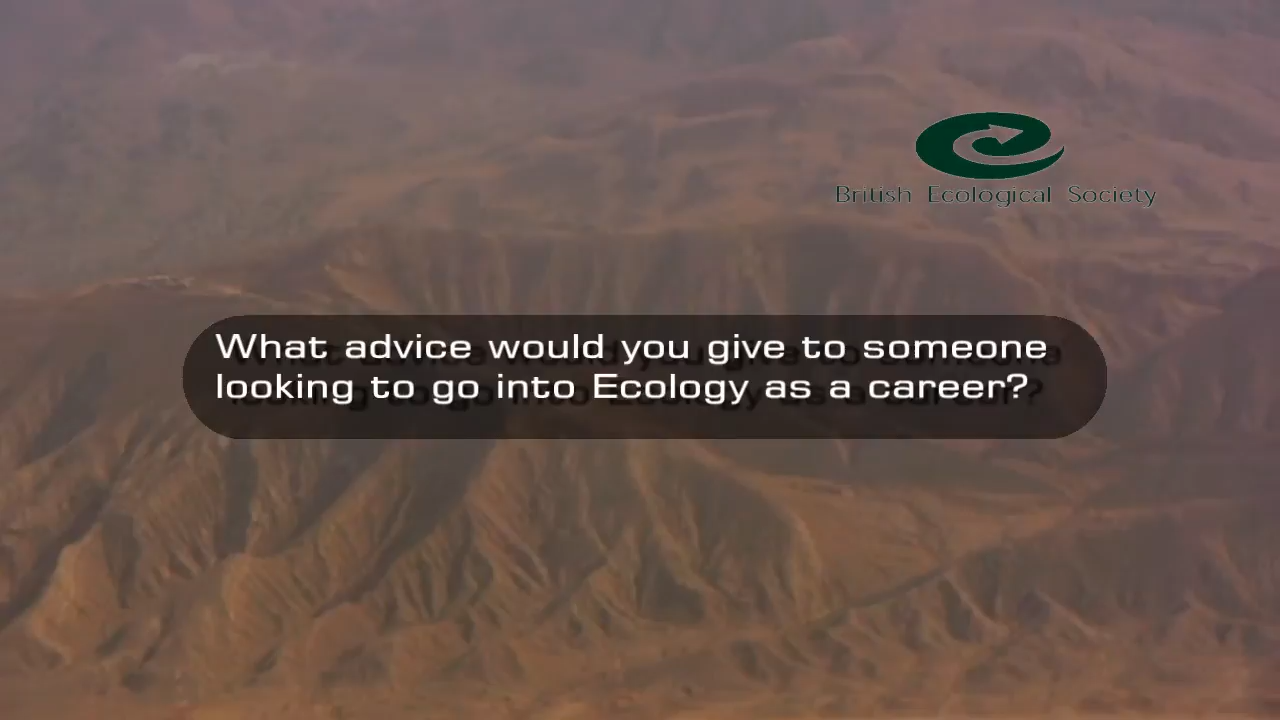 British Ecological Society
What advice would you give to someone
looking to go into Ecology as a career?